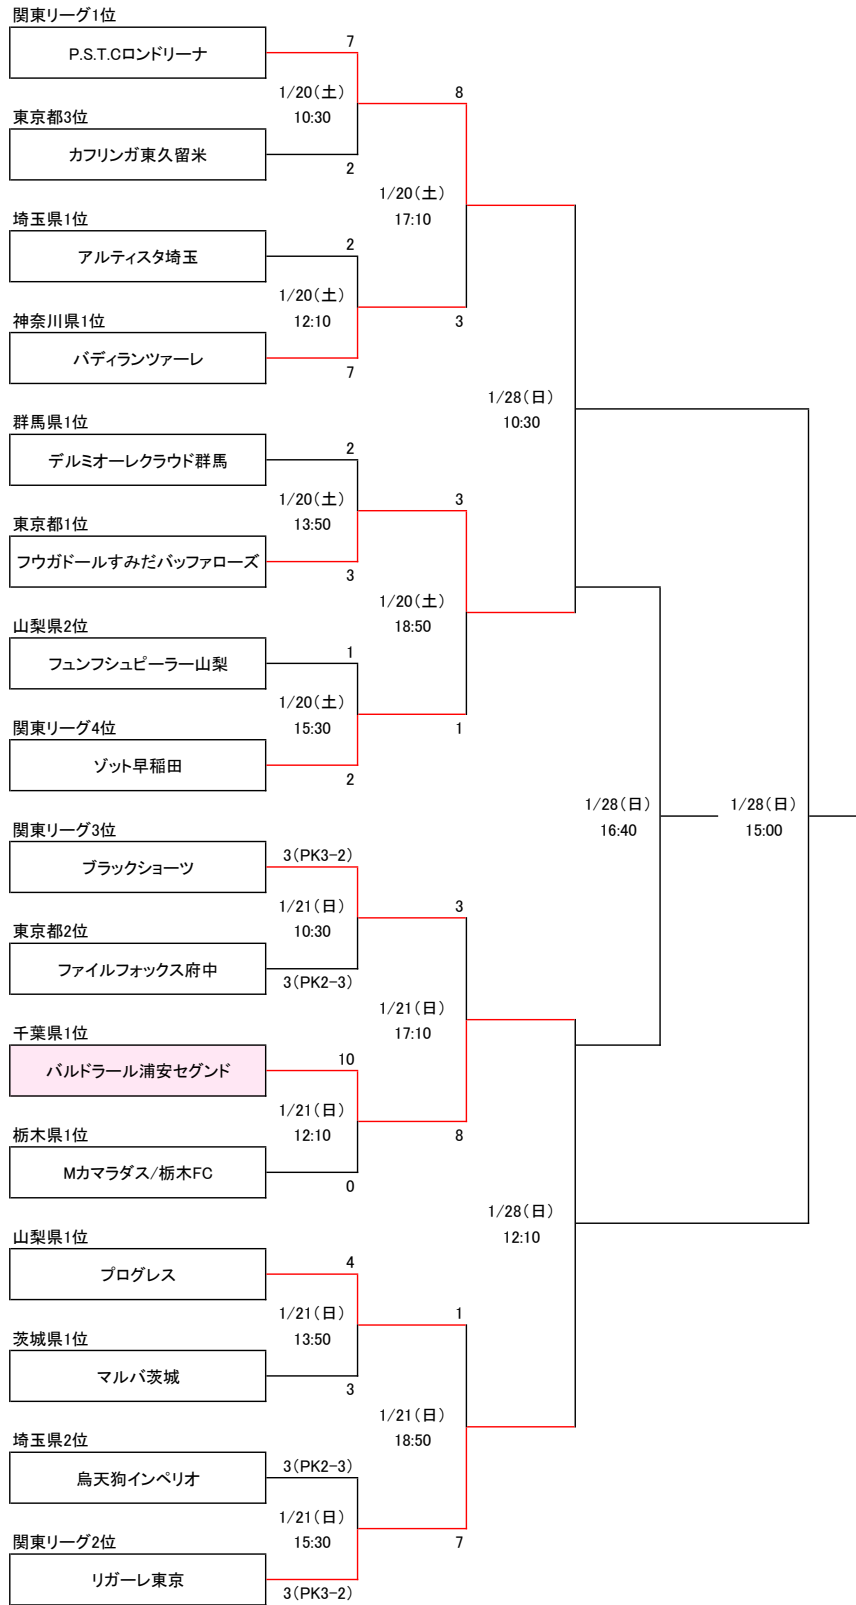 関東リーグ1位
P.S.T.Cロンドリーナ
7
1/20(土)
10:30
8
東京都3位
カフリンガ東久留米
2
1/20(土)
17:10
埼玉県1位
アルティスタ埼玉
2
1/20(土)
12:10
3
神奈川県1位
バディランツァーレ
7
1/28(日)
10:30
群馬県1位
デルミオーレクラウド群馬
2
1/20(土)
13:50
3
東京都1位
フウガドールすみだバッファローズ
3
1/20(土)
18:50
山梨県2位
フュンフシュピーラー山梨
1
1/20(土)
15:30
1
関東リーグ4位
ゾット早稲田
2
1/28(日)
16:40
1/28(日)
15:00
関東リーグ3位
ブラックショーツ
3(PK3-2)
1/21(日)
10:30
3
東京都2位
ファイルフォックス府中
3(PK2-3)
1/21(日)
17:10
千葉県1位
バルドラール浦安セグンド
10
1/21(日)
12:10
8
栃木県1位
Mカマラダス/栃木FC
0
1/28(日)
12:10
山梨県1位
プログレス
4
1/21(日)
13:50
1
茨城県1位
マルバ茨城
3
1/21(日)
18:50
埼玉県2位
烏天狗インペリオ
3(PK2-3)
1/21(日)
15:30
7
関東リーグ2位
リガーレ東京
3(PK3-2)